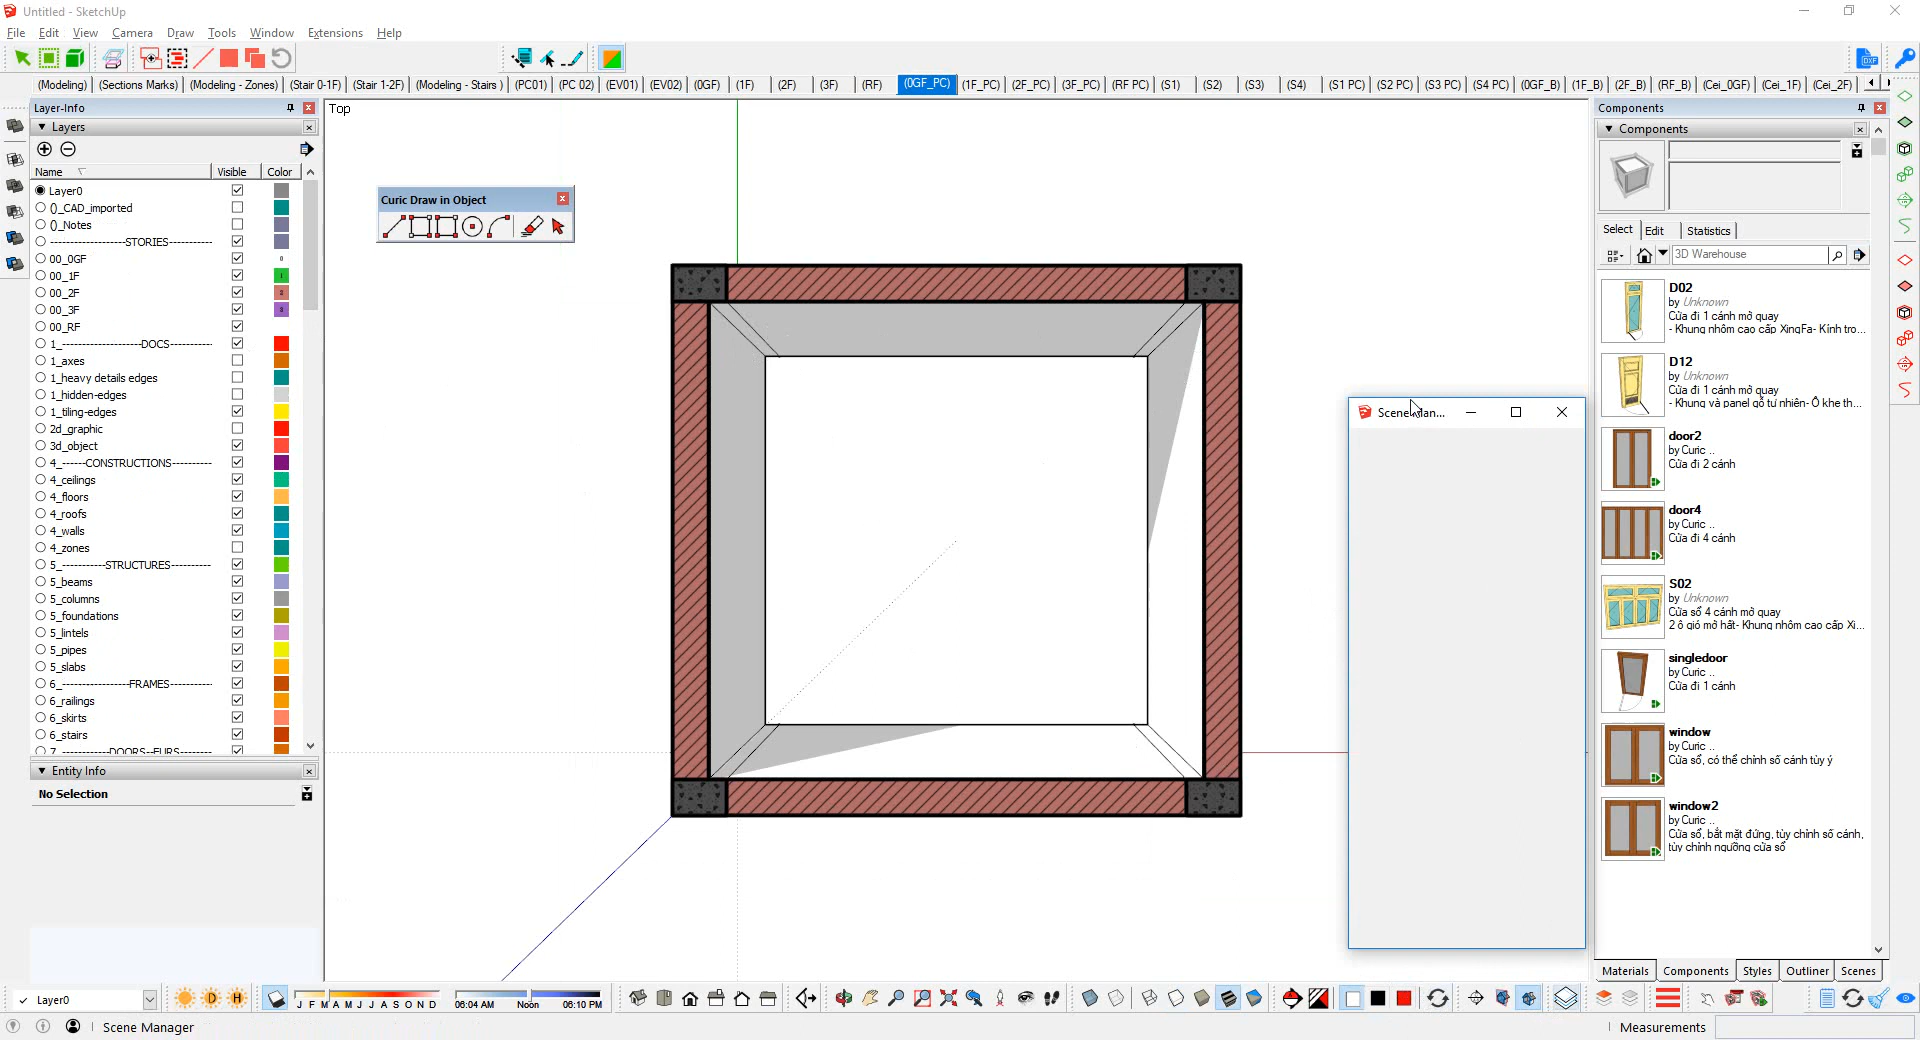 Untitled - SketchUp
File Edit View Camera Draw Tools Window Extensions Help
(Modeling) (Sections Marks) (Modeling - Zones) (Stair 0-1F) (Stair 1-2F) (Modeling - Stairs ) (PC01) (PC 02) (EV01) (EV02) (0GF) (1F) (2F) (3F) (RF) (0GF_PC) (1F_PC) (2F_PC) (3F_PC) (RF PC) (S1) (S2) (S3) (S4) (S1 PC) (S2 PC) (S3 PC) (S4 PC) (0GF_B) (1F_B) (2F_B) (RF_B) (Cei_0GF) (Cei_1F) (Cei_2F)
Layer-Info
Layers
Name Visible Color
Layer0
()_CAD_imported
()_Notes
--------------------STORIES------------
00_0GF
00_1F
00_2F
00_3F
00_RF
1_---------------------DOCS-----------
1_axes
1_heavy details edges
1_hidden-edges
1_tiling-edges
2d_graphic
3d_object
4_------CONSTRUCTIONS----------
4_ceilings
4_floors
4_roofs
4_walls
4_zones
5_-----------STRUCTURES----------
5_beams
5_columns
5_foundations
5_lintels
5_pipes
5_slabs
6_-----------------FRAMES-----------
6_railings
6_skirts
6_stairs
7_------------DOORS--FURS---------
Entity Info
No Selection
Top
Curic Draw in Object
Components
Components
Select Edit Statistics
3D Warehouse
D02
by Unknown
Cửa đi 1 cánh mở quay
- Khung nhôm cao cấp XingFa- Kính tro...
D12
by Unknown
Cửa đi 1 cánh mở quay
- Khung và panel gỗ tự nhiên- Ô khe th...
door2
by Curic ..
Cửa đi 2 cánh
door4
by Curic ..
Cửa đi 4 cánh
S02
by Unknown
Cửa sổ 4 cánh mở quay
2 ô gió mở hất- Khung nhôm cao cấp Xi...
singledoor
by Curic ..
Cửa đi 1 cánh
window
by Curic ..
Cửa sổ, có thể chỉnh số cánh tùy ý
window2
by Curic ..
Cửa sổ, bắt mặt đứng, tùy chỉnh số cánh,
tùy chỉnh ngưỡng cửa sổ
Materials Components Styles Outliner Scenes
Layer0
D H
J F M A M J J A S O N D
06:04 AM Noon 06:10 PM
DXF
Scene Manager
Measurements